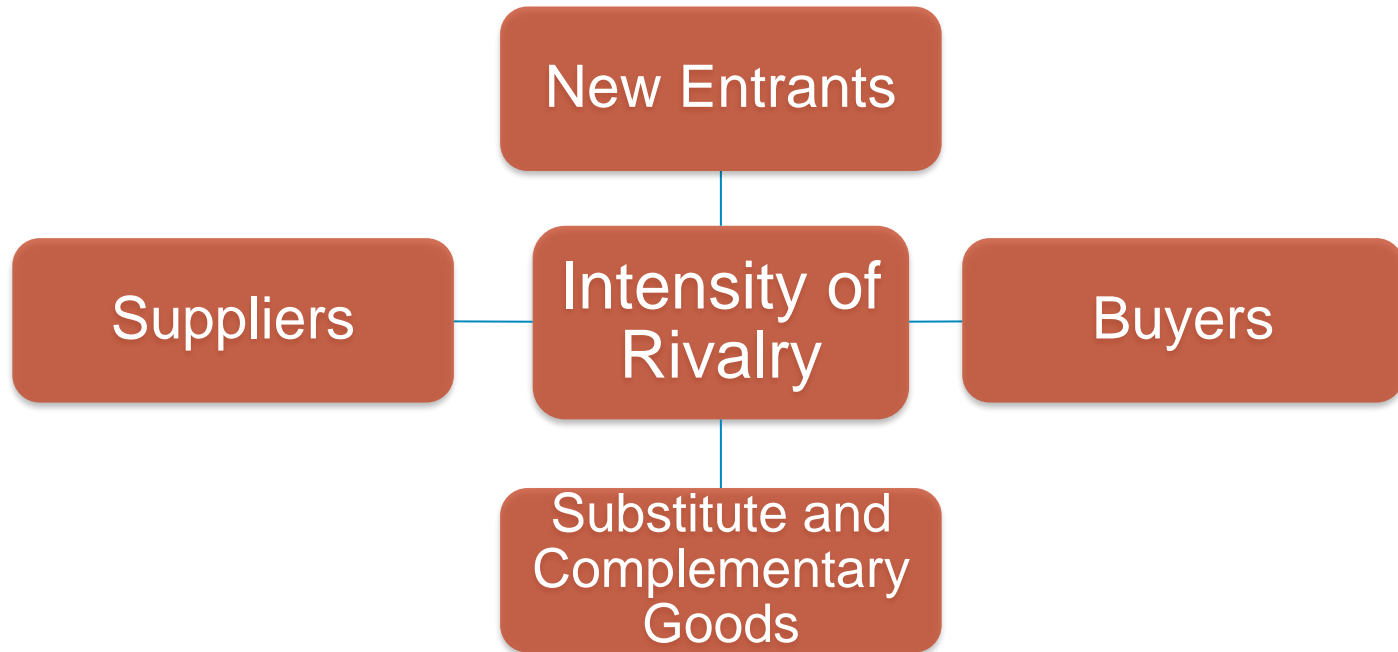 New Entrants
Suppliers
Intensity of
Rivalry
Buyers
Substitute and
Complementary
Goods